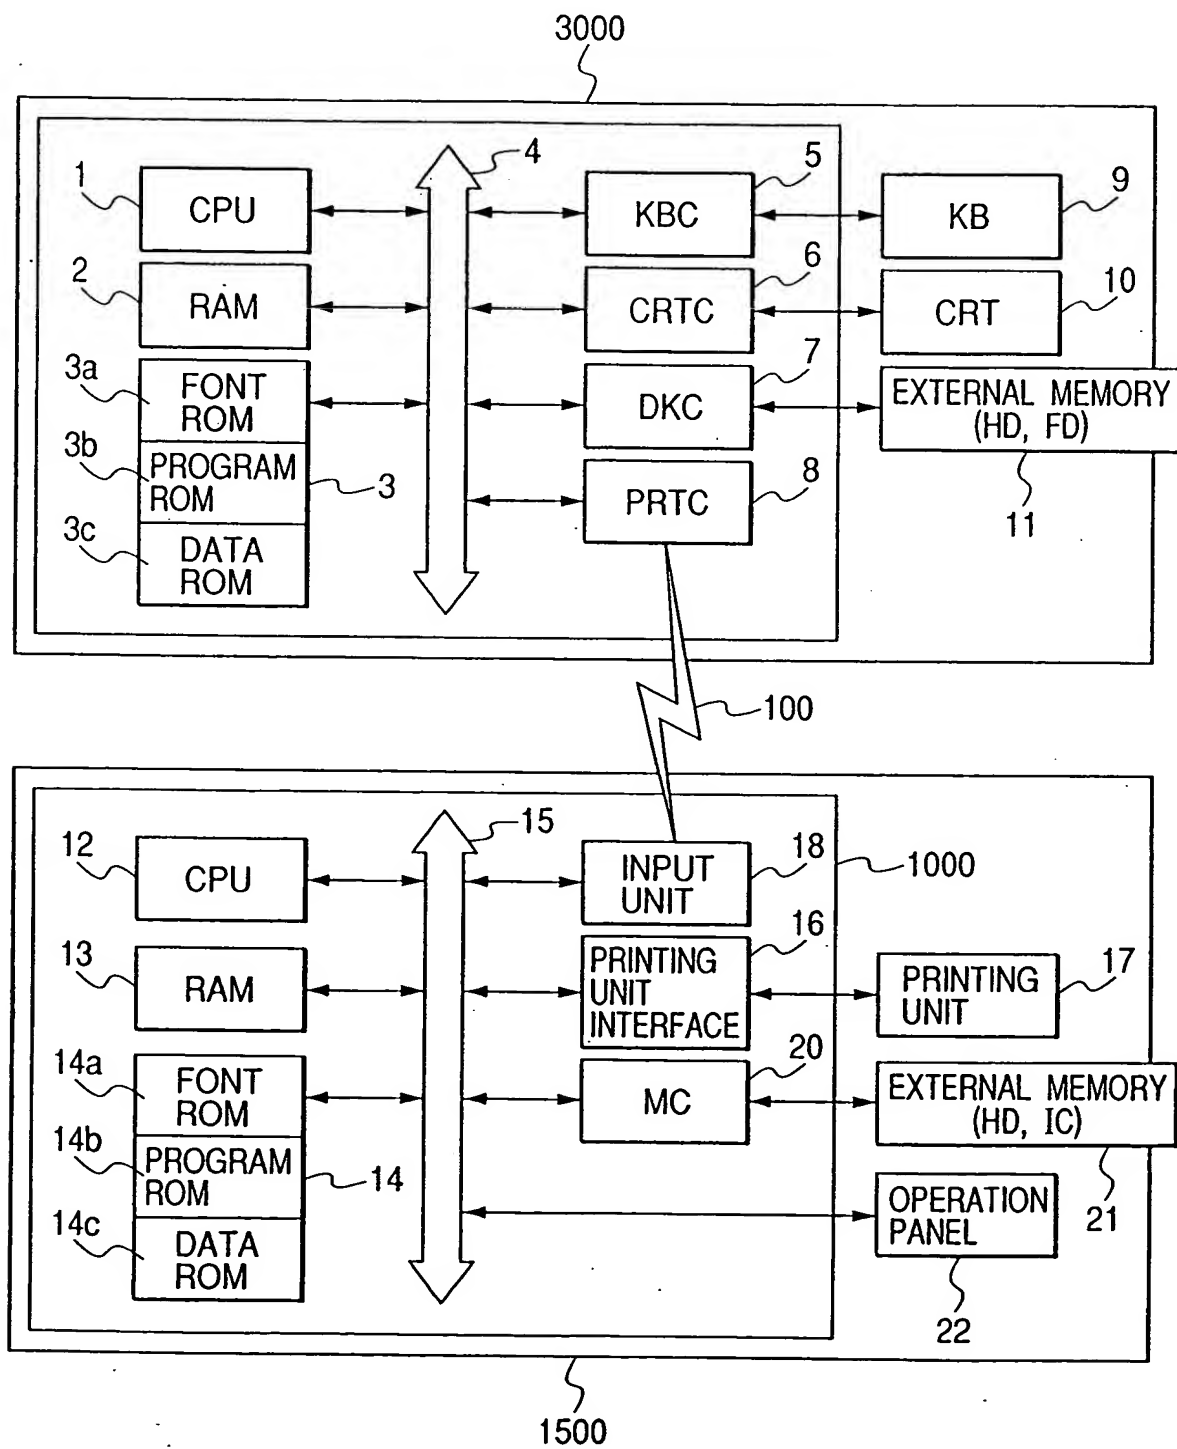 3000
1
CPU
4
5
KBC
9
KB
2
RAM
6
CRTC
10
CRT
3a
FONT
ROM
7
DKC
EXTERNAL MEMORY
(HD, FD)
11
3b
PROGRAM
ROM
3
8
PRTC
3c
DATA
ROM
100
15
12
CPU
18
INPUT
UNIT
1000
13
RAM
16
PRINTING
UNIT
INTERFACE
17
PRINTING
UNIT
14a
FONT
ROM
20
MC
EXTERNAL MEMORY
(HD, IC)
21
14b
PROGRAM
ROM
14
OPERATION
PANEL
22
14c
DATA
ROM
1500